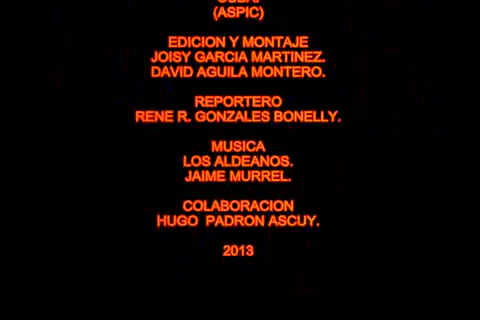 (ASPIC)
EDICION Y MONTAJE
JOISY GARCIA MARTINEZ.
DAVID AGUILA MONTERO.
REPORTERO
RENE R. GONZALES BONELLY.
MUSICA
LOS ALDEANOS.
JAIME MURREL.
COLABORACION
HUGO PADRON ASCUY.
2013